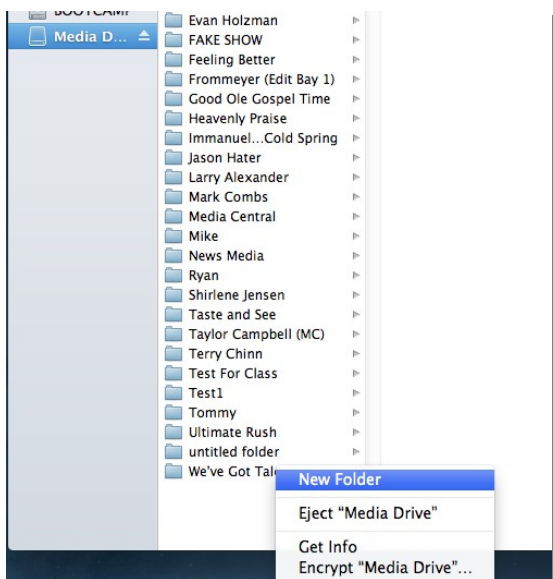 BOOTCAMP
Media D...
Evan Holzman
FAKE SHOW
Feeling Better
Frommeyer (Edit Bay 1)
Good Ole Gospel Time
Heavenly Praise
Immanuel...Cold Spring
Jason Hater
Larry Alexander
Mark Combs
Media Central
Mike
News Media
Ryan
Shirlene Jensen
Taste and See
Taylor Campbell (MC)
Terry Chinn
Test For Class
Test1
Tommy
Ultimate Rush
untitled folder
We've Got Tal
New Folder
Eject “Media Drive”
Get Info
Encrypt “Media Drive”...